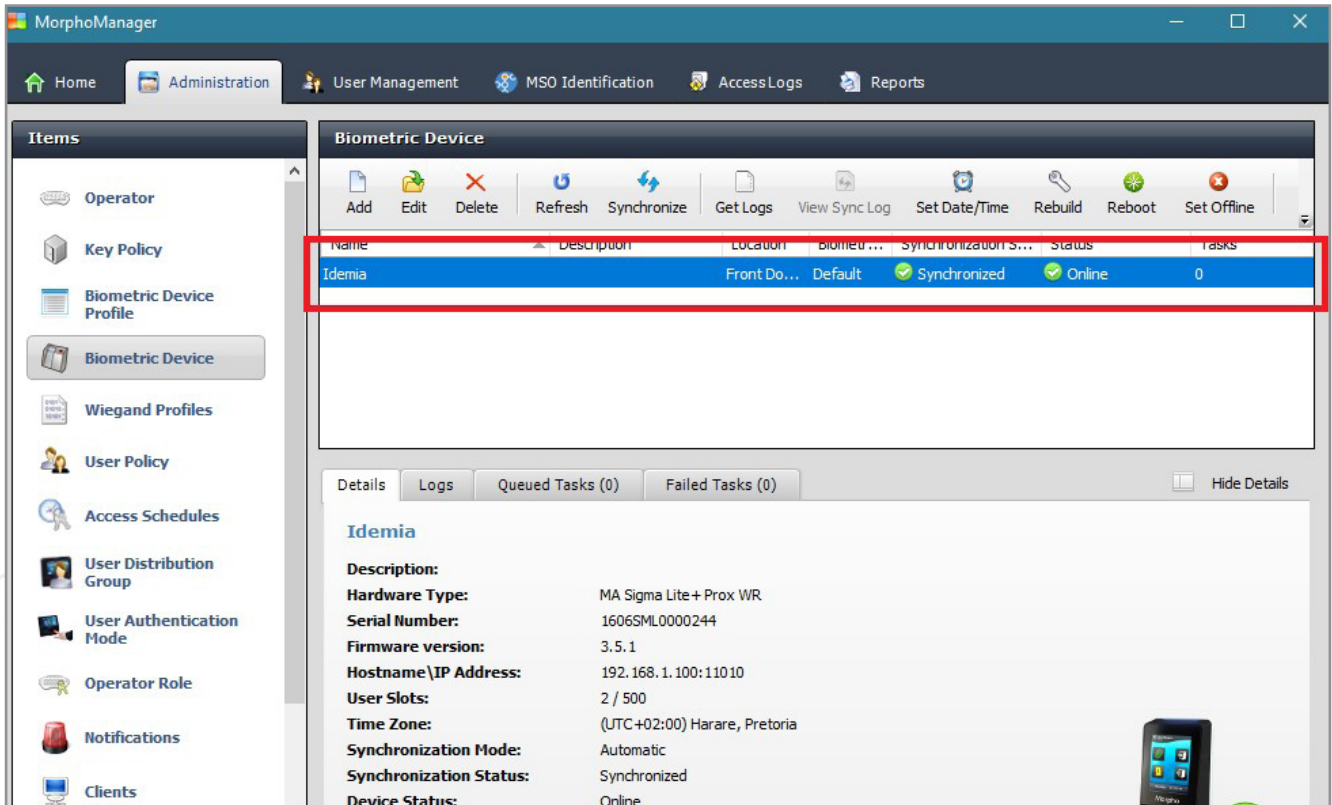 MorphoManager
Home Administration User Management MSO Identification Access Logs Reports
Items
Operator
Key Policy
Biometric Device
Profile
Biometric Device
Wiegand Profiles
User Policy
Access Schedules
User Distribution
Group
User Authentication
Mode
Operator Role
Notifications
Clients
Biometric Device
Add Edit Delete Refresh Synchronize Get Logs View Sync Log Set Date/Time Rebuild Reboot Set Offline
Name Description Location Biometr... Synchronization S... Status Tasks
Idemia Front Do... Default Synchronized Online 0
Details Logs Queued Tasks (0) Failed Tasks (0) Hide Details
Idemia
Description:
Hardware Type: MA Sigma Lite+ Prox WR
Serial Number: 1606SML0000244
Firmware version: 3.5.1
Hostname\IP Address: 192.168.1.100:11010
User Slots: 2 / 500
Time Zone: (UTC+02:00) Harare, Pretoria
Synchronization Mode: Automatic
Synchronization Status: Synchronized
Device Status: Online
Morpho